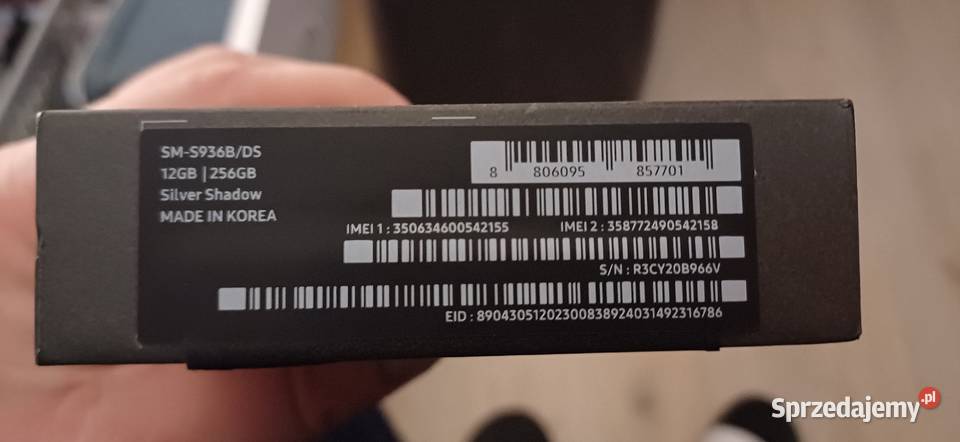 SM-S936B/DS
12GB | 256GB
Silver Shadow
MADE IN KOREA
8 806095 857701
IMEI 1 : 350634600542155 IMEI 2 : 358772490542158
S/N : R3CY20B966V
EID : 89043051202300838924031492316786
Sprzedajemy.pl